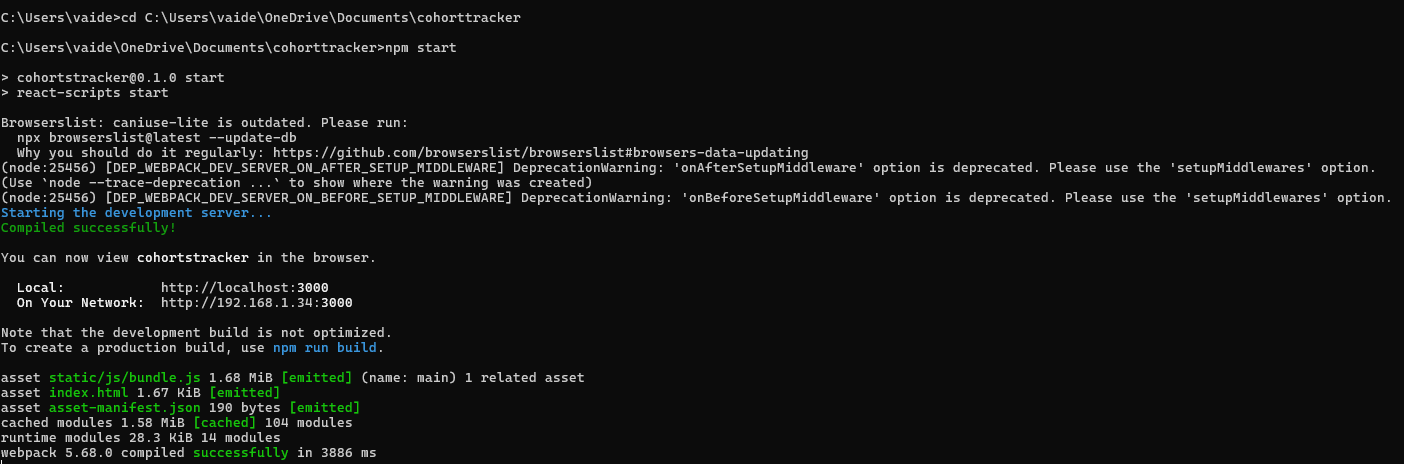 C:\Users\vaide>cd C:\Users\vaide\OneDrive\Documents\cohorttracker
C:\Users\vaide\OneDrive\Documents\cohorttracker>npm start
> cohortstracker@0.1.0 start
> react-scripts start
Browserslist: caniuse-lite is outdated. Please run:
  npx browserslist@latest --update-db
  Why you should do it regularly: https://github.com/browserslist/browserslist#browsers-data-updating
(node:25456) [DEP_WEBPACK_DEV_SERVER_ON_AFTER_SETUP_MIDDLEWARE] DeprecationWarning: 'onAfterSetupMiddleware' option is deprecated. Please use the 'setupMiddlewares' option.
(Use `node --trace-deprecation ...` to show where the warning was created)
(node:25456) [DEP_WEBPACK_DEV_SERVER_ON_BEFORE_SETUP_MIDDLEWARE] DeprecationWarning: 'onBeforeSetupMiddleware' option is deprecated. Please use the 'setupMiddlewares' option.
Starting the development server...
Compiled successfully!
You can now view cohortstracker in the browser.
  Local:            http://localhost:3000
  On Your Network:  http://192.168.1.34:3000
Note that the development build is not optimized.
To create a production build, use npm run build.
asset static/js/bundle.js 1.68 MiB [emitted] (name: main) 1 related asset
asset index.html 1.67 KiB [emitted]
asset asset-manifest.json 190 bytes [emitted]
cached modules 1.58 MiB [cached] 104 modules
runtime modules 28.3 KiB 14 modules
webpack 5.68.0 compiled successfully in 3886 ms